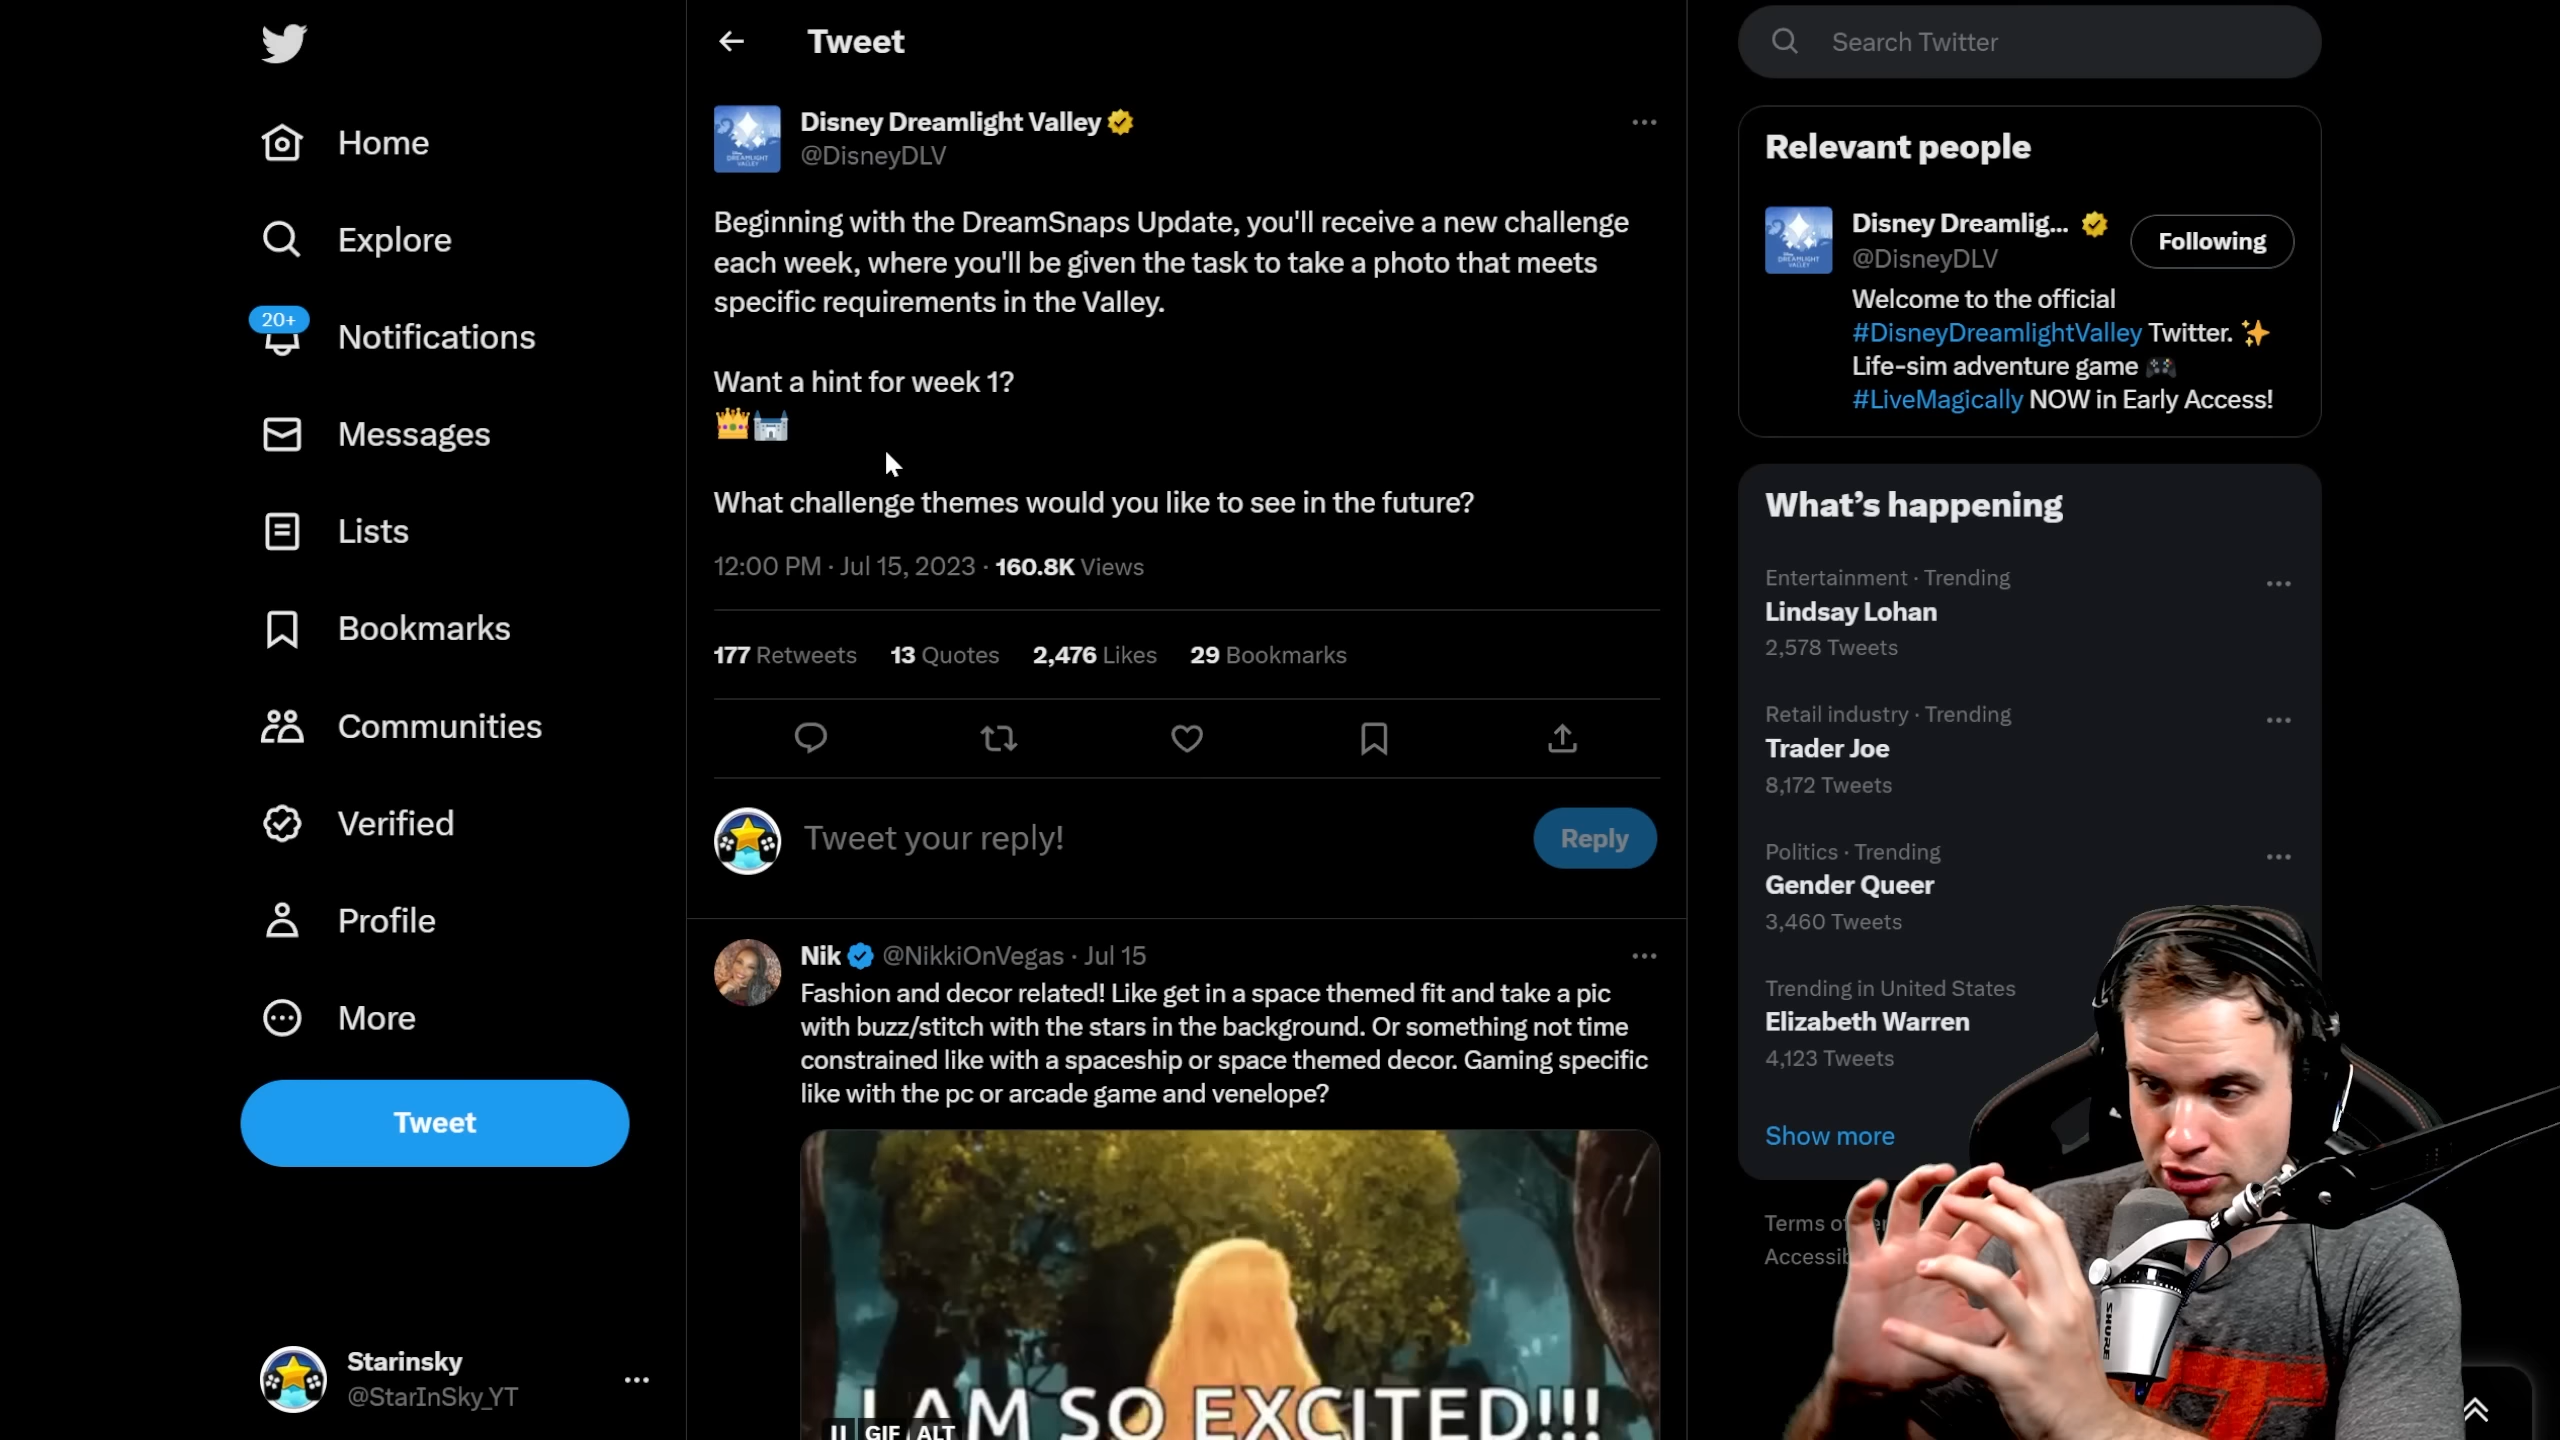 Home
Explore
20+
Notifications
Messages
Lists
Bookmarks
Communities
Verified
Profile
More
Tweet
Starinsky
@StarInSky_YT
Tweet
Disney Dreamlight Valley
@DisneyDLV
Beginning with the DreamSnaps Update, you'll receive a new challenge
each week, where you'll be given the task to take a photo that meets
specific requirements in the Valley.
Want a hint for week 1?
👑🏰
What challenge themes would you like to see in the future?
12:00 PM · Jul 15, 2023 · 160.8K Views
177 Retweets 13 Quotes 2,476 Likes 29 Bookmarks
Tweet your reply!
Reply
Nik @NikkiOnVegas · Jul 15
Fashion and decor related! Like get in a space themed fit and take a pic
with buzz/stitch with the stars in the background. Or something not time
constrained like with a spaceship or space themed decor. Gaming specific
like with the pc or arcade game and venelope?
I AM SO EXCITED!!!
GIF ALT
Search Twitter
Relevant people
Disney Dreamlig...
@DisneyDLV
Following
Welcome to the official
#DisneyDreamlightValley Twitter. ✨
Life-sim adventure game 🎮
#LiveMagically NOW in Early Access!
What's happening
Entertainment · Trending
Lindsay Lohan
2,578 Tweets
Retail industry · Trending
Trader Joe
8,172 Tweets
Politics · Trending
Gender Queer
3,460 Tweets
Trending in United States
Elizabeth Warren
4,123 Tweets
Show more
Terms of
SHURE